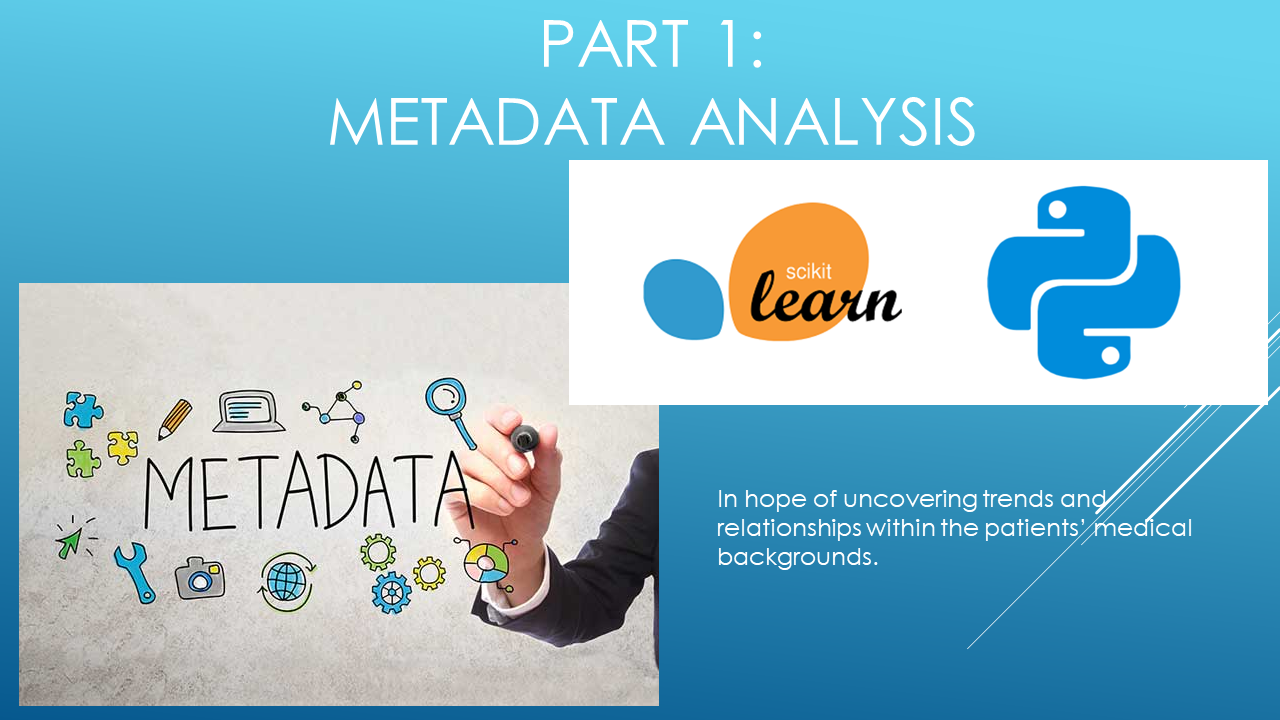 PART 1:
METADATA ANALYSIS
scikit
learn
METADATA
In hope of uncovering trends and
relationships within the patients’ medical
backgrounds.